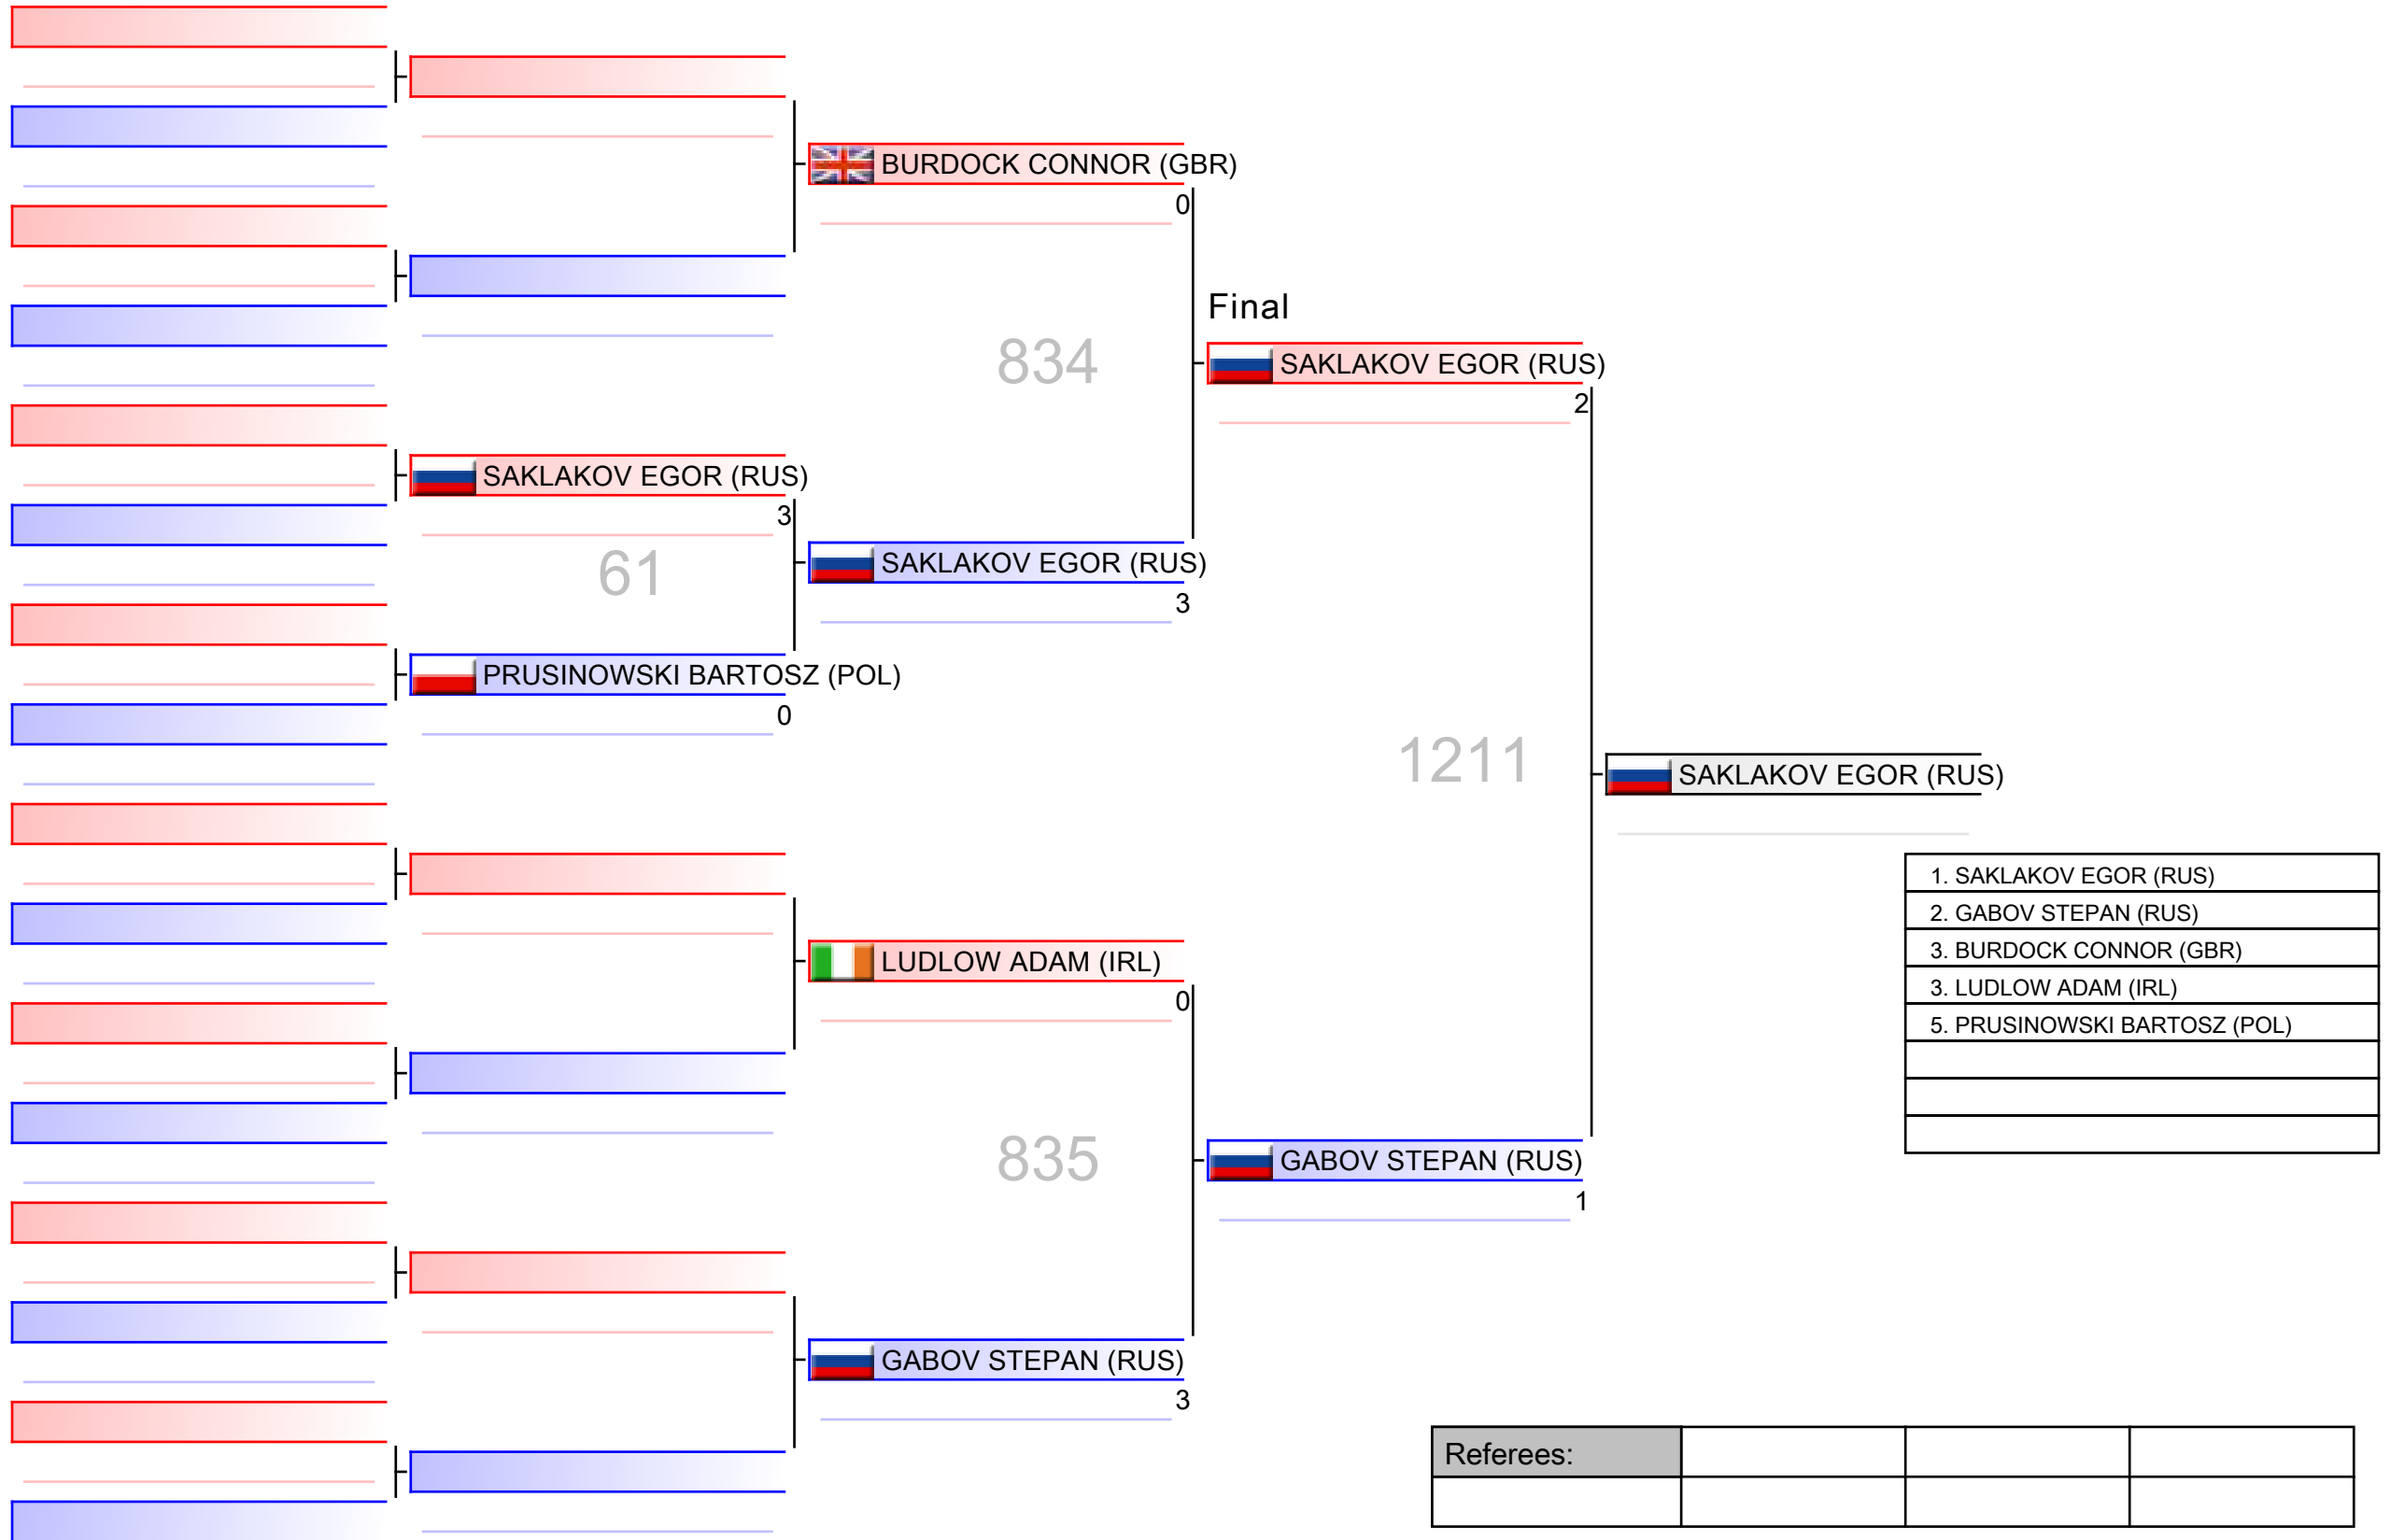 BURDOCK CONNOR (GBR)
0
Final
834
SAKLAKOV EGOR (RUS)
2
SAKLAKOV EGOR (RUS)
3
61
SAKLAKOV EGOR (RUS)
3
PRUSINOWSKI BARTOSZ (POL)
0
1211
SAKLAKOV EGOR (RUS)
1. SAKLAKOV EGOR (RUS)
2. GABOV STEPAN (RUS)
3. BURDOCK CONNOR (GBR)
3. LUDLOW ADAM (IRL)
5. PRUSINOWSKI BARTOSZ (POL)
LUDLOW ADAM (IRL)
0
835
GABOV STEPAN (RUS)
1
GABOV STEPAN (RUS)
3
Referees: